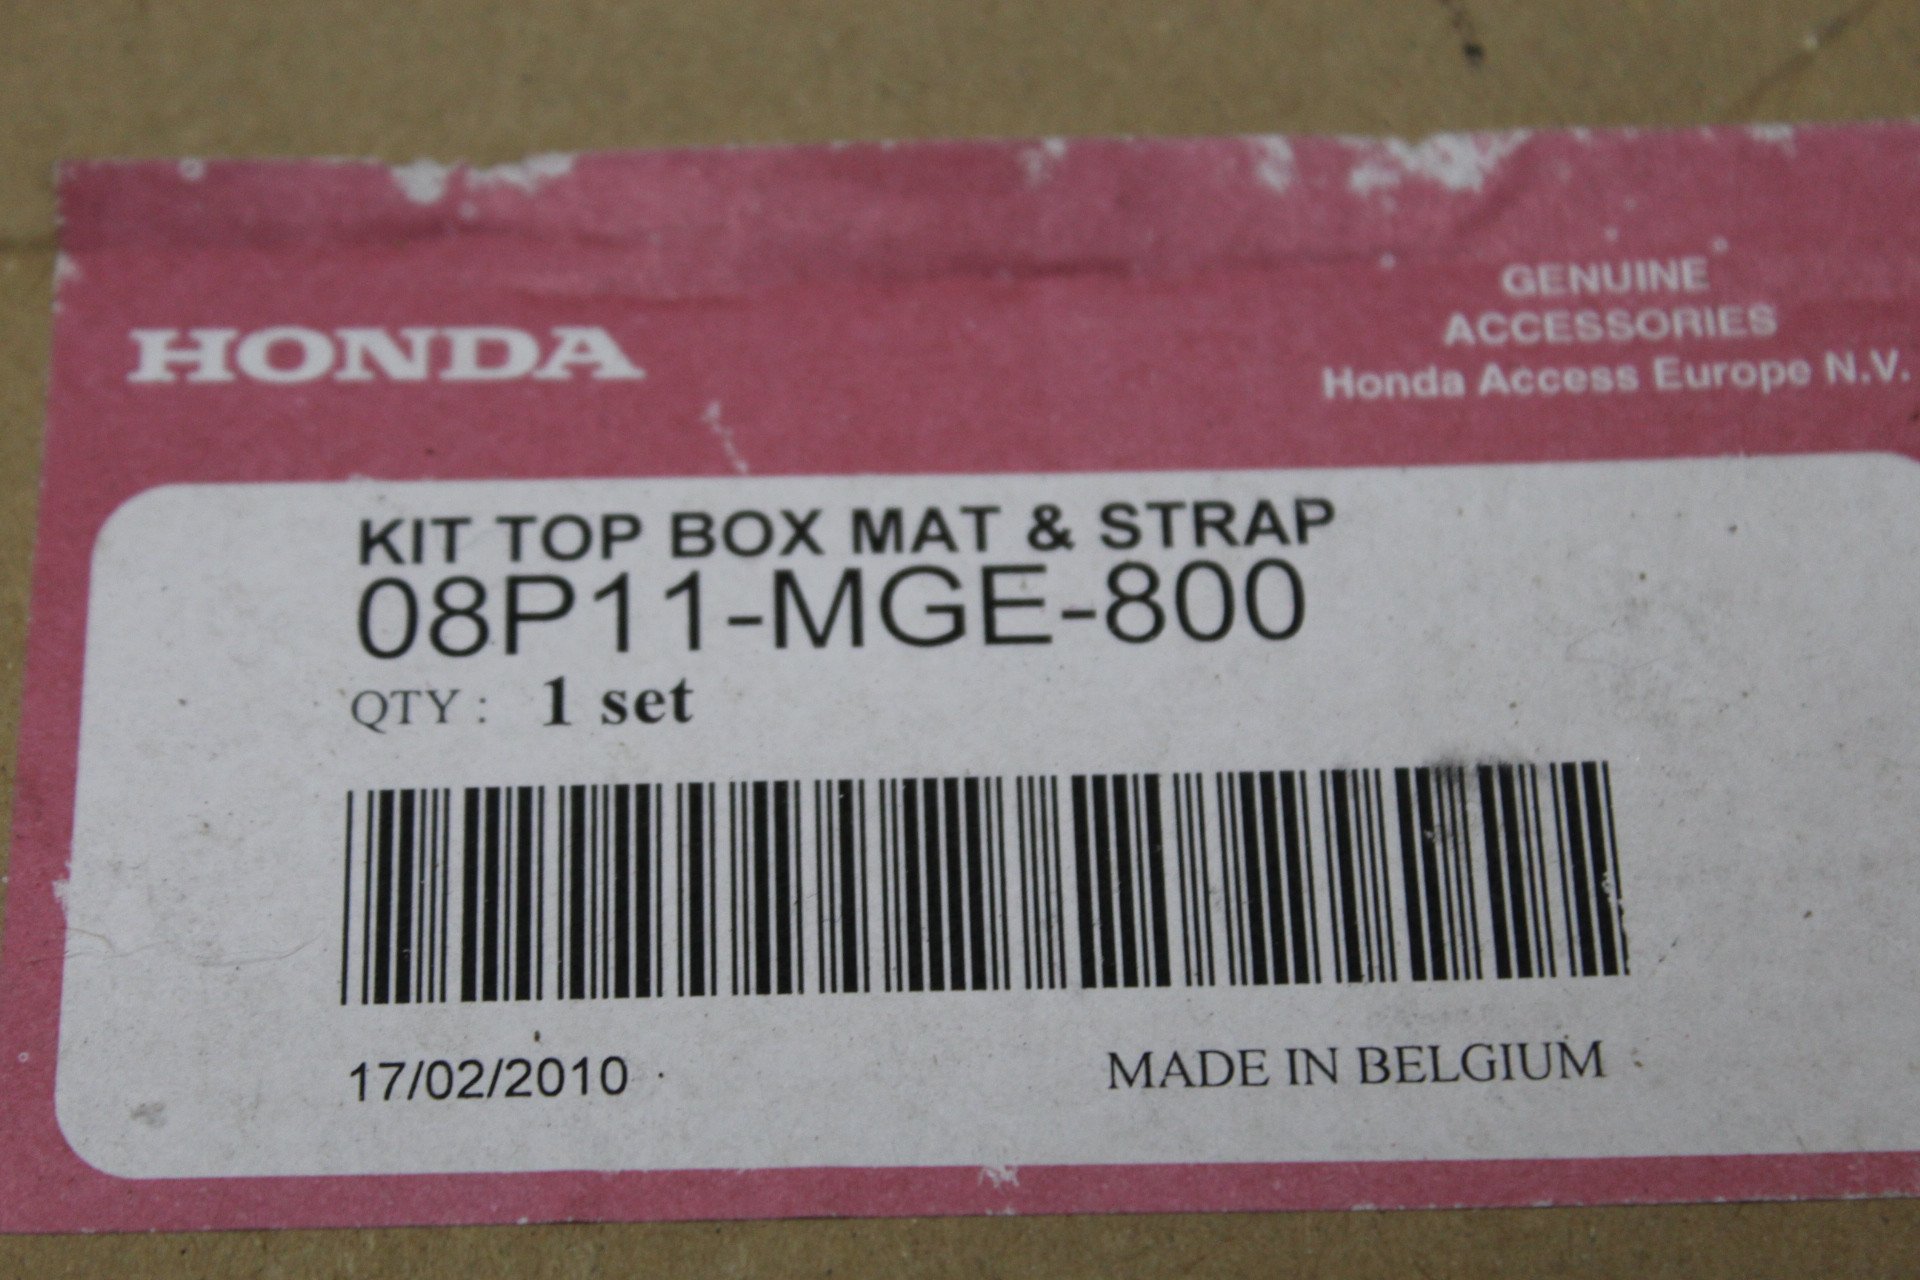 HONDA
GENUINE
ACCESSORIES
Honda Access Europe N.V.
KIT TOP BOX MAT & STRAP
08P11-MGE-800
QTY : 1 set
17/02/2010
MADE IN BELGIUM